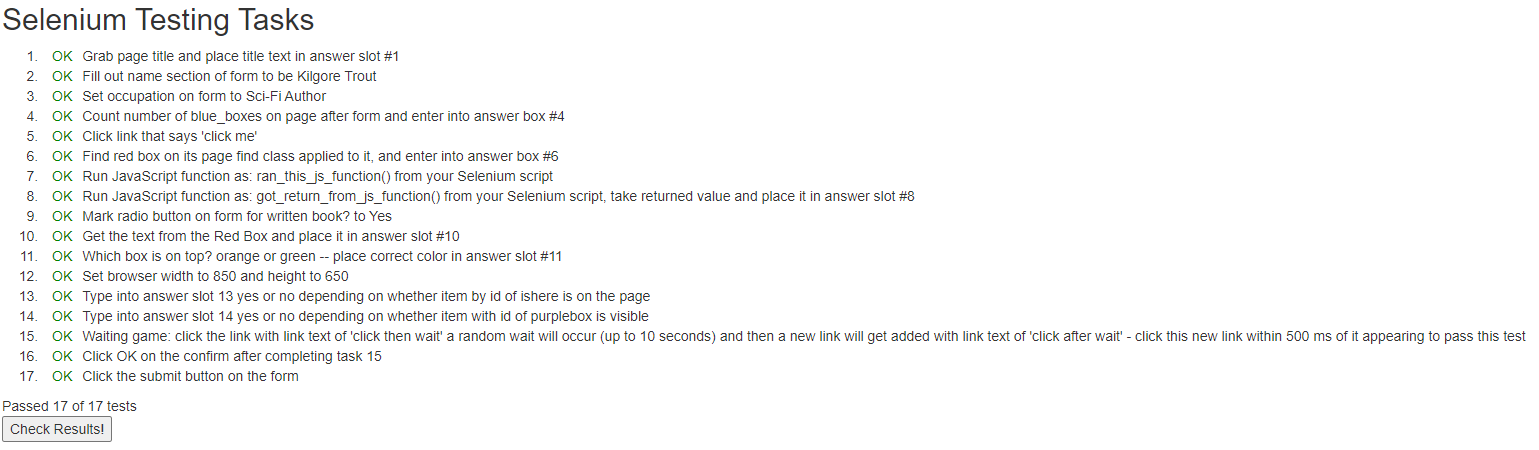 Selenium Testing Tasks
1. OK Grab page title and place title text in answer slot #1
2. OK Fill out name section of form to be Kilgore Trout
3. OK Set occupation on form to Sci-Fi Author
4. OK Count number of blue_boxes on page after form and enter into answer box #4
5. OK Click link that says 'click me'
6. OK Find red box on its page find class applied to it, and enter into answer box #6
7. OK Run JavaScript function as: ran_this_js_function() from your Selenium script
8. OK Run JavaScript function as: got_return_from_js_function() from your Selenium script, take returned value and place it in answer slot #8
9. OK Mark radio button on form for written book? to Yes
10. OK Get the text from the Red Box and place it in answer slot #10
11. OK Which box is on top? orange or green -- place correct color in answer slot #11
12. OK Set browser width to 850 and height to 650
13. OK Type into answer slot 13 yes or no depending on whether item by id of ishere is on the page
14. OK Type into answer slot 14 yes or no depending on whether item with id of purplebox is visible
15. OK Waiting game: click the link with link text of 'click then wait' a random wait will occur (up to 10 seconds) and then a new link will get added with link text of 'click after wait' - click this new link within 500 ms of it appearing to pass this test
16. OK Click OK on the confirm after completing task 15
17. OK Click the submit button on the form
Passed 17 of 17 tests
Check Results!